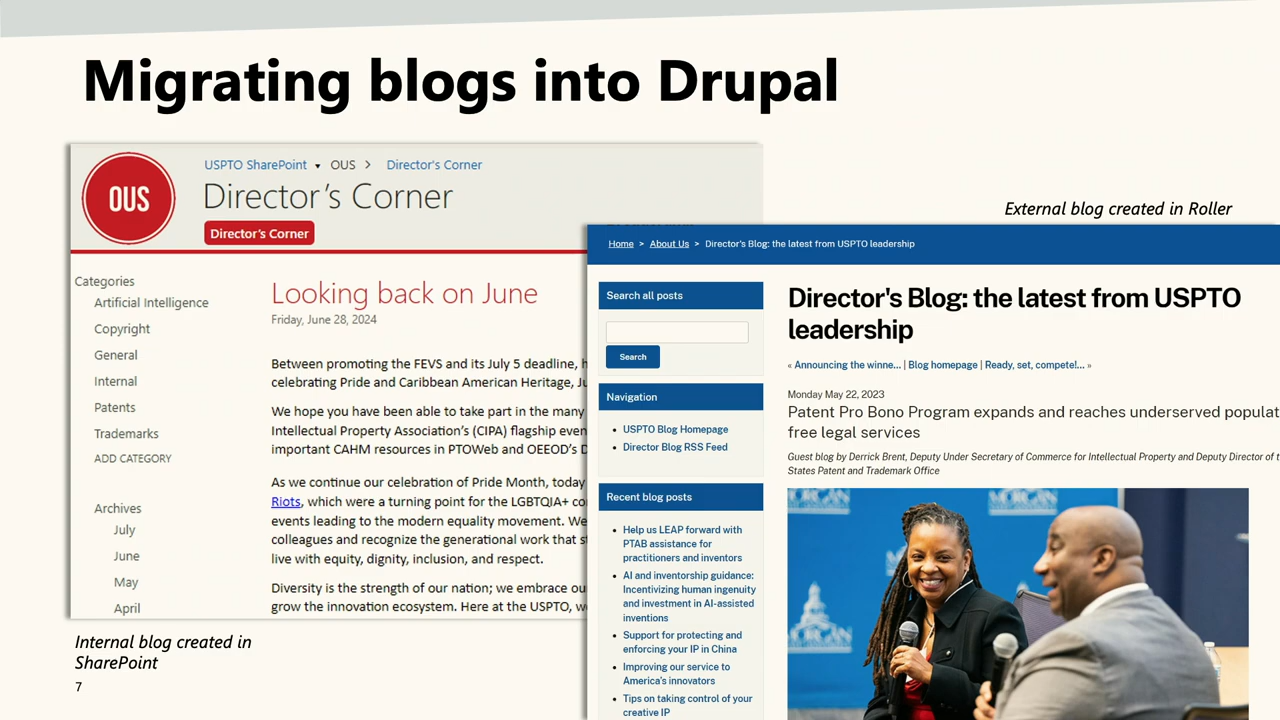 Migrating blogs into Drupal
OUS
USPTO SharePoint
OUS
Director's Corner
Director's Corner
Director's Corner
Categories
Artificial Intelligence
Copyright
General
Internal
Patents
Trademarks
ADD CATEGORY
Archives
July
June
May
April
Looking back on June
Friday, June 28, 2024
Between promoting the FEVS and its July 5 deadline,
celebrating Pride and Caribbean American Heritage,
We hope you have been able to take part in the many
Intellectual Property Association's (CIPA) flagship
important CAHM resources in PTOWeb and OEEOD's
As we continue our celebration of Pride Month, today
Riots, which were a turning point for the LGBTQIA+
events leading to the modern equality movement. We
colleagues and recognize the generational work that
live with equity, dignity, inclusion, and respect.
Diversity is the strength of our nation; we embrace
grow the innovation ecosystem. Here at the USPTO,
Internal blog created in
SharePoint
7
External blog created in Roller
Home > About Us > Director's Blog: the latest from USPTO leadership
Search all posts
Search
Navigation
USPTO Blog Homepage
Director Blog RSS Feed
Recent blog posts
Help us LEAP forward with
PTAB assistance for
practitioners and inventors
AI and inventorship guidance:
Incentivizing human ingenuity
and investment in AI-assisted
inventions
Support for protecting and
enforcing your IP in China
Improving our service to
America's innovators
Tips on taking control of your
creative IP
Director's Blog: the latest from USPTO
leadership
« Announcing the winne... | Blog homepage | Ready, set, compete!... »
Monday May 22, 2023
Patent Pro Bono Program expands and reaches underserved populat
free legal services
Guest blog by Derrick Brent, Deputy Under Secretary of Commerce for Intellectual Property and Deputy Director of
States Patent and Trademark Office
MORGAN
MORGAN